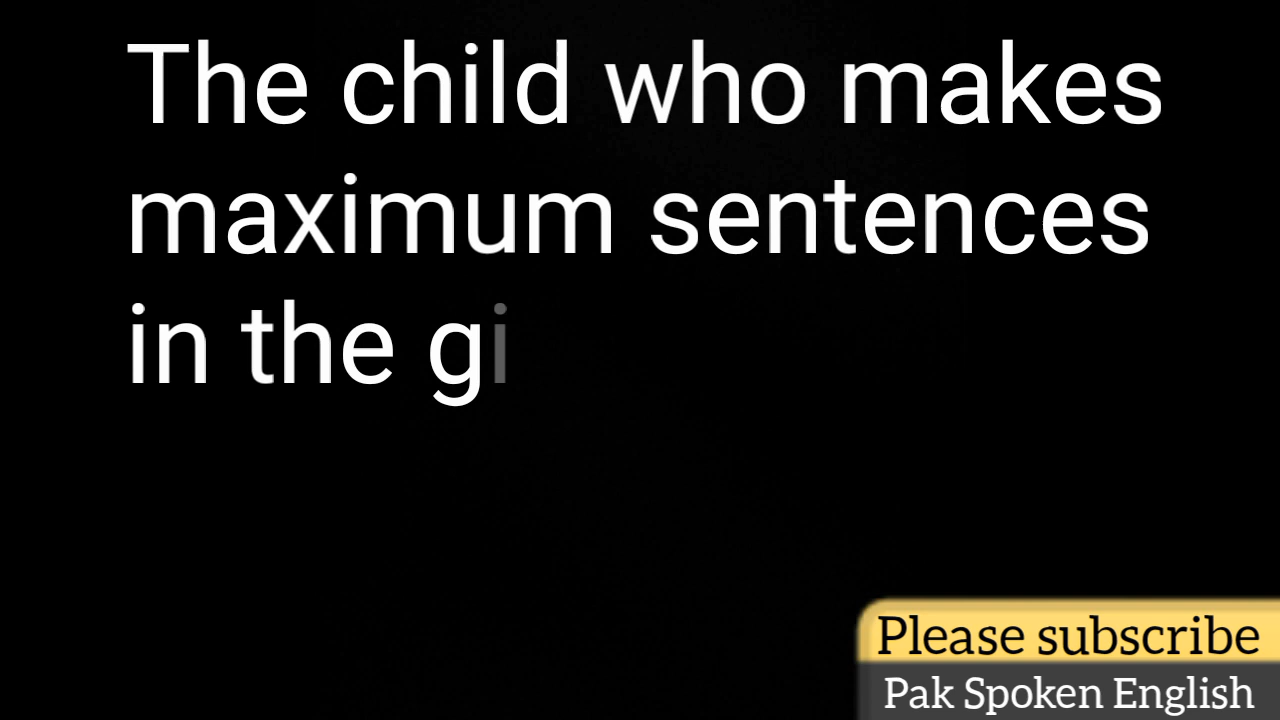 The child who makes
maximum sentences
in the gi
Please subscribe
Pak Spoken English